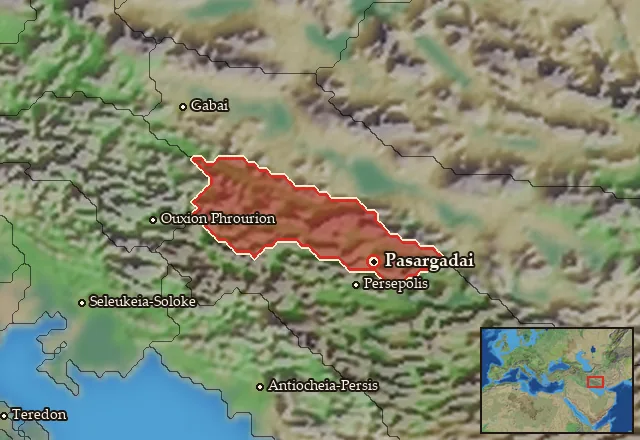 Gabai
Ouxion Phrourion
Pasargadai
Persepolis
Seleukeia-Soloke
Antiocheia-Persis
Teredon